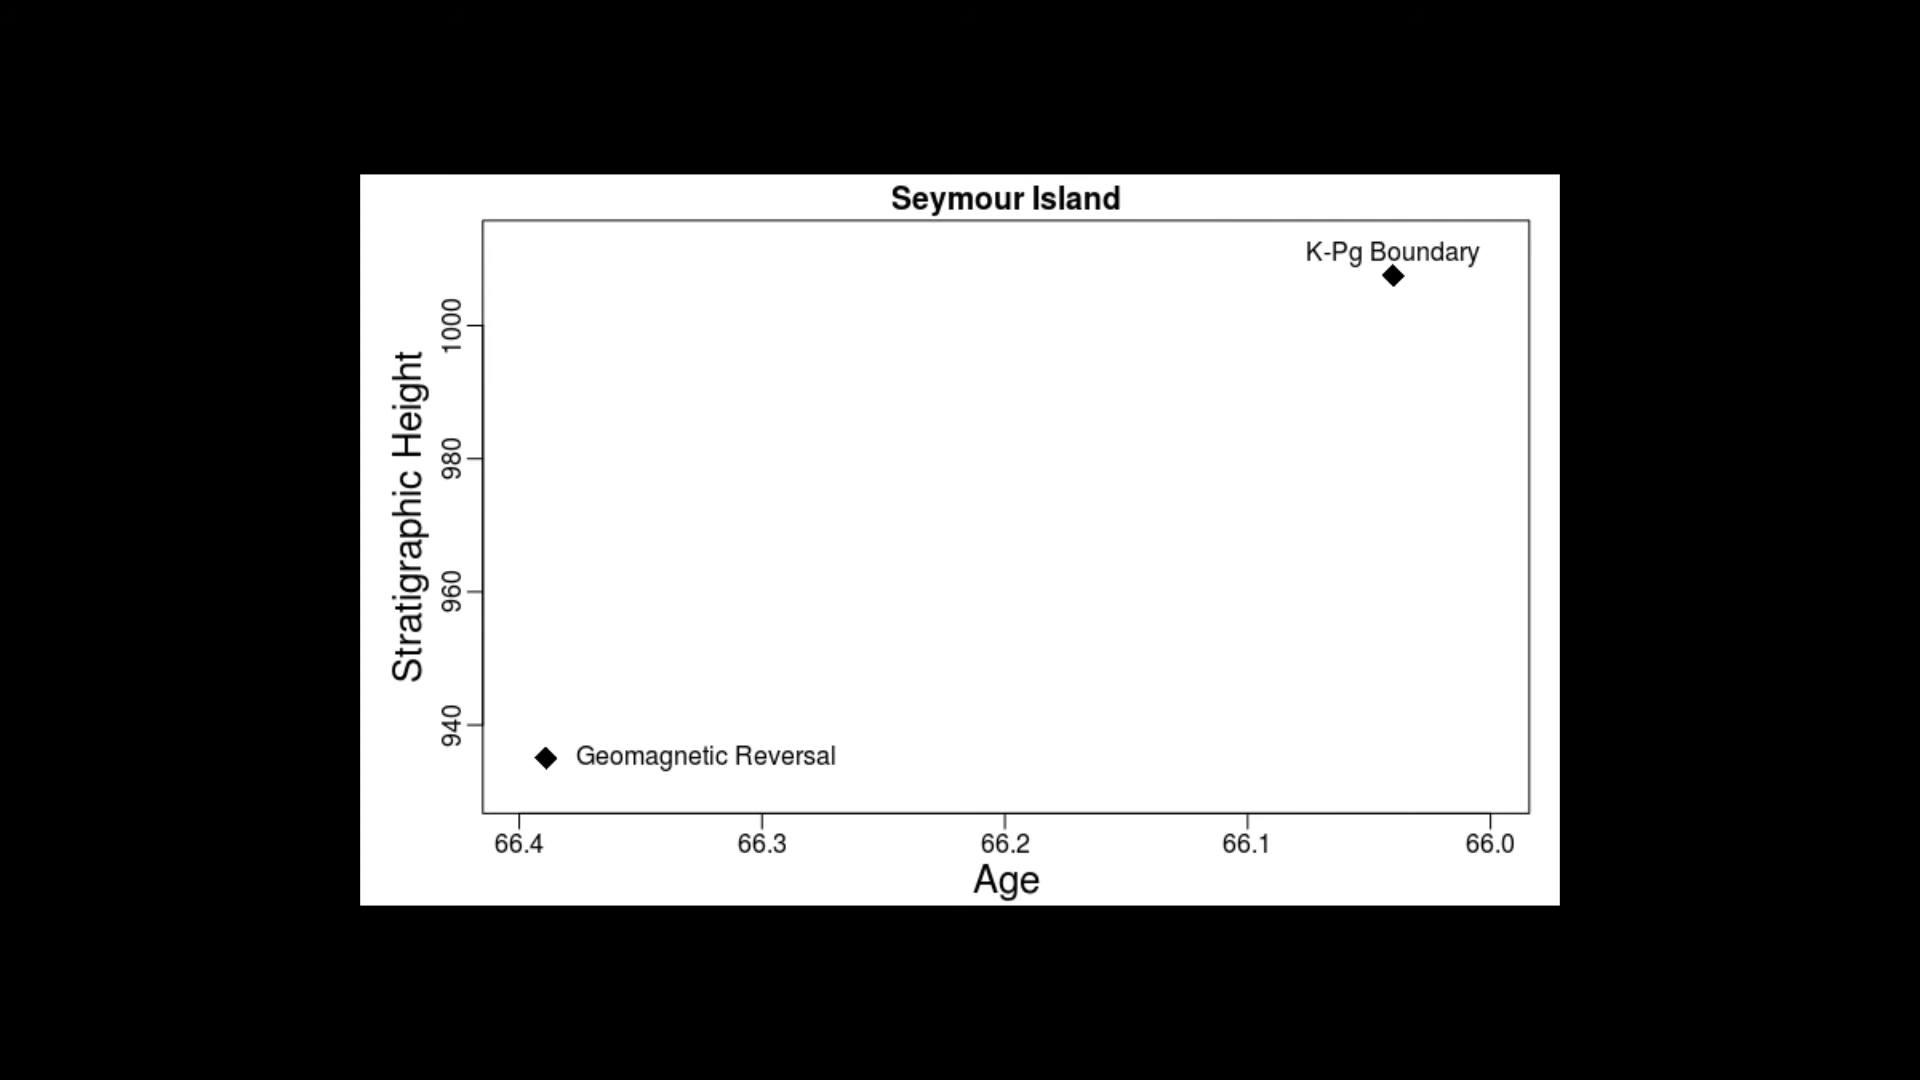 Seymour Island
K-Pg Boundary
1000
980
960
940
Stratigraphic Height
Geomagnetic Reversal
66.4 66.3 66.2 66.1 66.0
Age